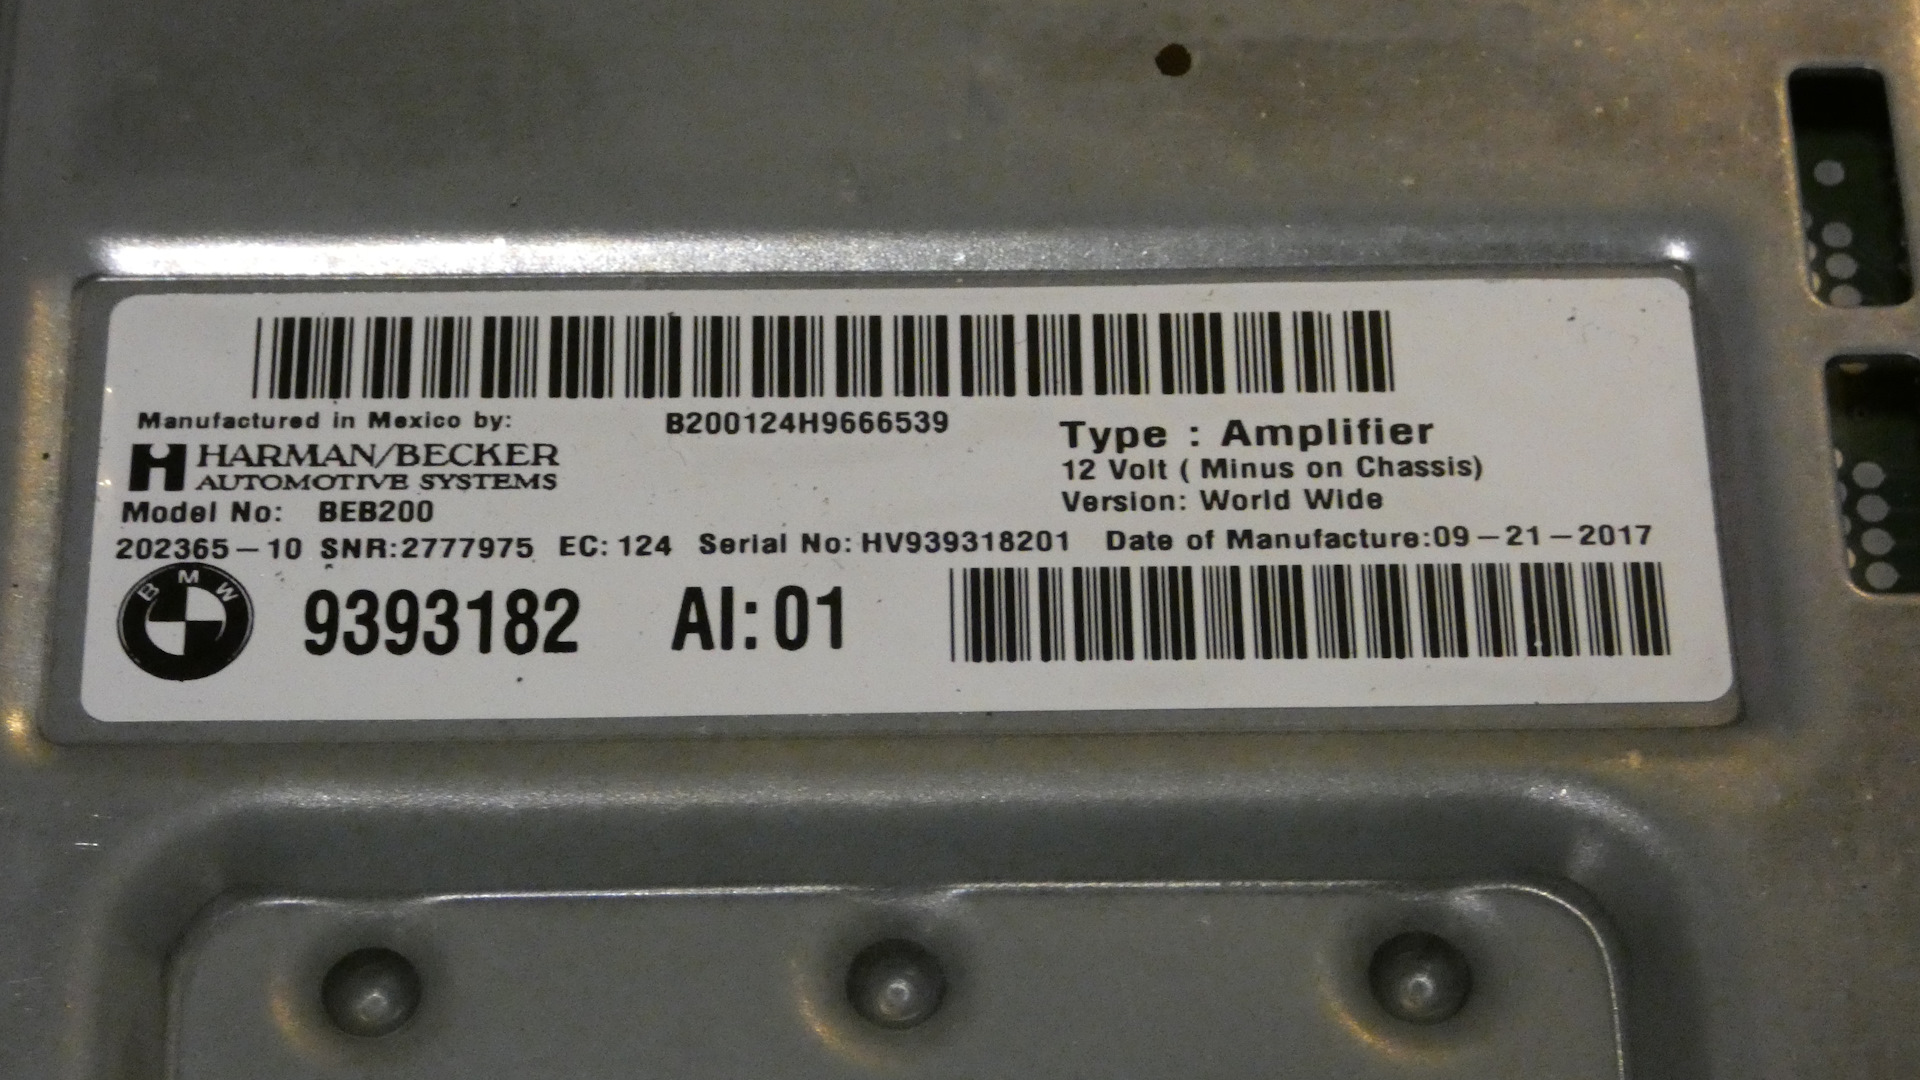 B200124H9666539
Manufactured in Mexico by:
HARMAN/BECKER
AUTOMOTIVE SYSTEMS
Type : Amplifier
12 Volt ( Minus on Chassis)
Version: World Wide
Model No: BEB200
202365-10 SNR:2777975 EC: 124 Serial No: HV939318201 Date of Manufacture:09-21-2017
BMW 9393182 AI: 01